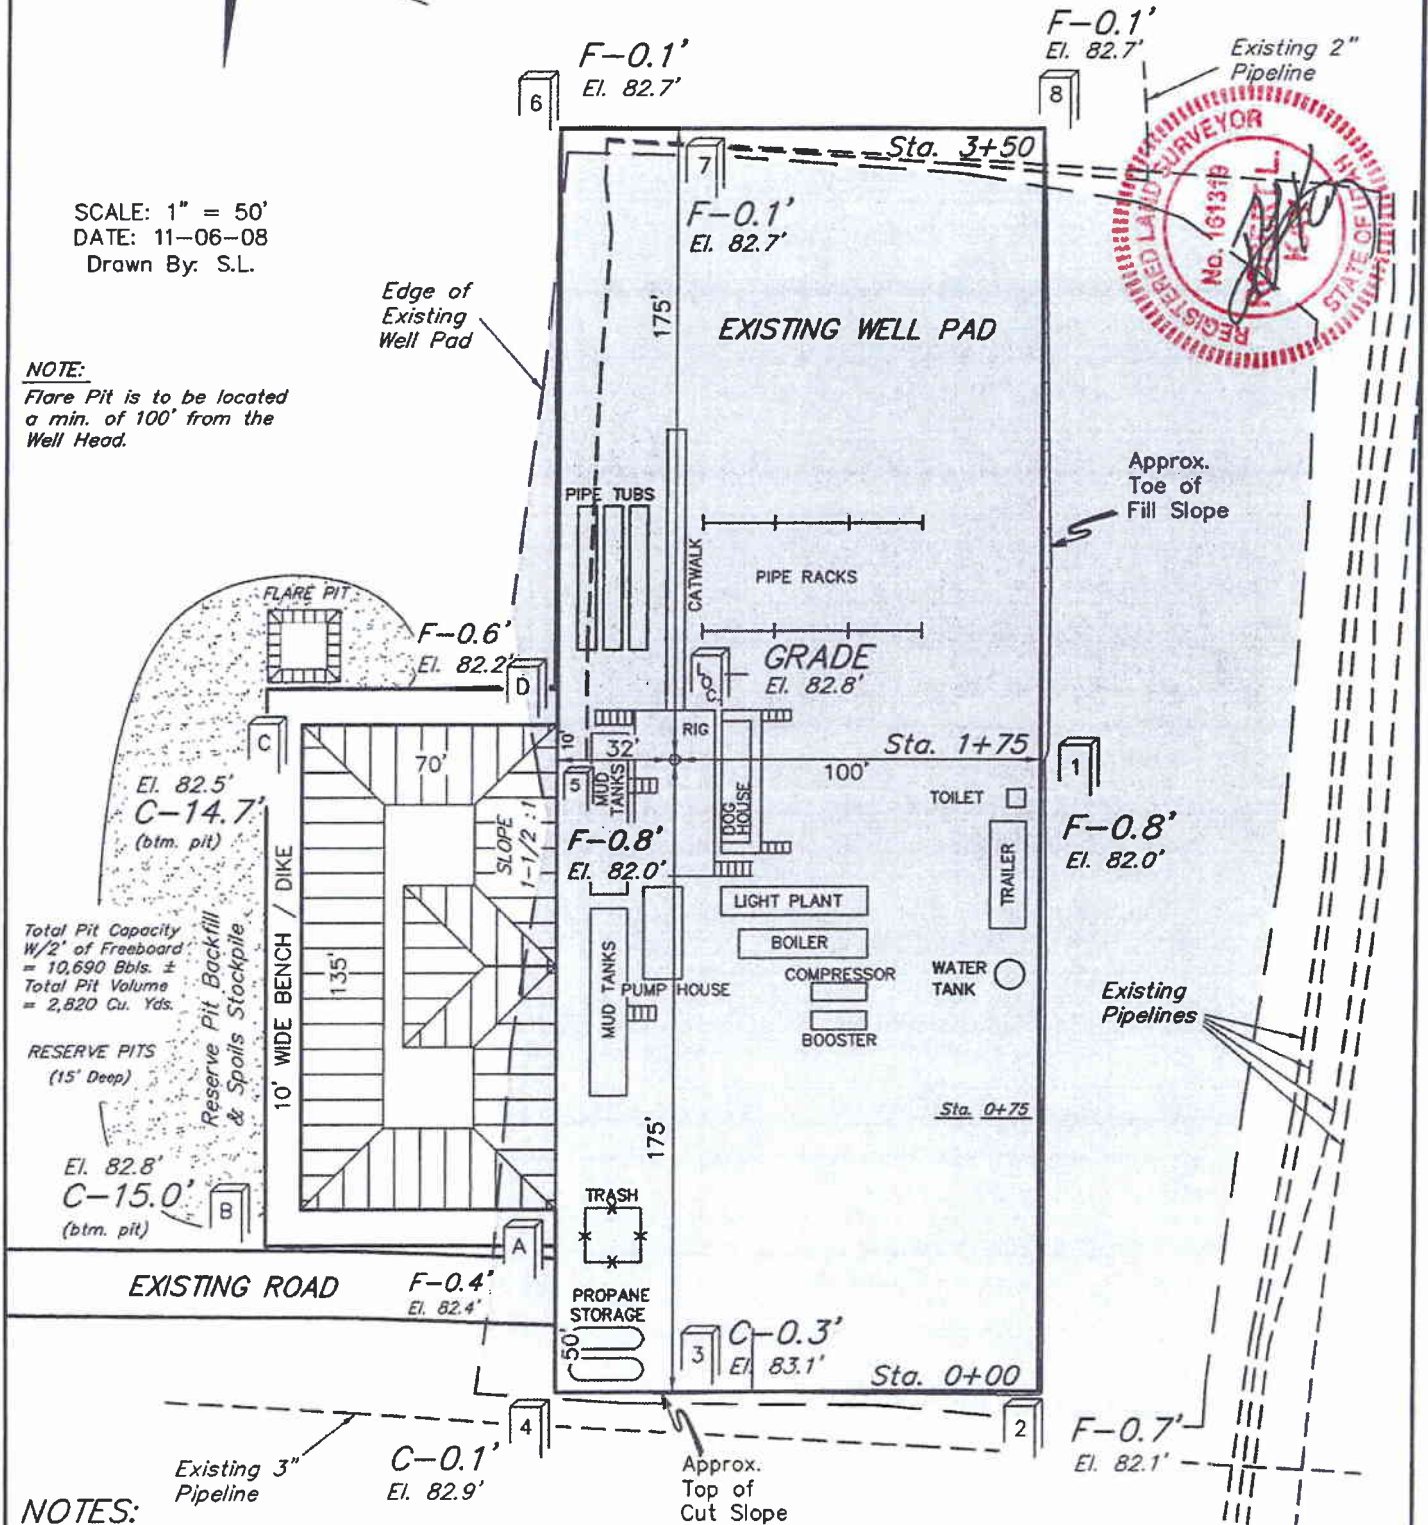 F-0.1'
El. 82.7'
6
F-0.1'
El. 82.7'
8
Existing 2"
Pipeline
REGISTERED LAND SURVEYOR
STATE OF UTAH
No. 161319
SCALE: 1" = 50'
DATE: 11-06-08
Drawn By: S.L.
Sta. 3+50
7
F-0.1'
El. 82.7'
Edge of
Existing
Well Pad
175'
EXISTING WELL PAD
NOTE:
Flare Pit is to be located
a min. of 100' from the
Well Head.
Approx.
Toe of
Fill Slope
PIPE TUBS
CATWALK
PIPE RACKS
FLARE PIT
F-0.6'
El. 82.2'
D
LOC.
GRADE
El. 82.8'
C
El. 82.5'
C-14.7'
(btm. pit)
70'
10'
32'
RIG
Sta. 1+75
100'
1
5
MUD
TANKS
DOG
HOUSE
TOILET
F-0.8'
El. 82.0'
SLOPE
1-1/2 : 1
F-0.8'
El. 82.0'
TRAILER
LIGHT PLANT
BOILER
COMPRESSOR
BOOSTER
WATER
TANK
MUD TANKS
PUMP HOUSE
Total Pit Capacity
W/2' of Freeboard
= 10,690 Bbls. ±
Total Pit Volume
= 2,820 Cu. Yds.
RESERVE PITS
(15' Deep)
Reserve Pit Backfill
& Spoils Stockpile
10' WIDE BENCH / DIKE
135'
Existing
Pipelines
Sta. 0+75
175'
El. 82.8'
C-15.0'
(btm. pit)
B
A
TRASH
EXISTING ROAD
F-0.4'
El. 82.4'
PROPANE
STORAGE
50'
3
C-0.3'
El. 83.1'
Sta. 0+00
4
2
F-0.7'
El. 82.1'
Existing 3"
Pipeline
C-0.1'
El. 82.9'
Approx.
Top of
Cut Slope
NOTES: